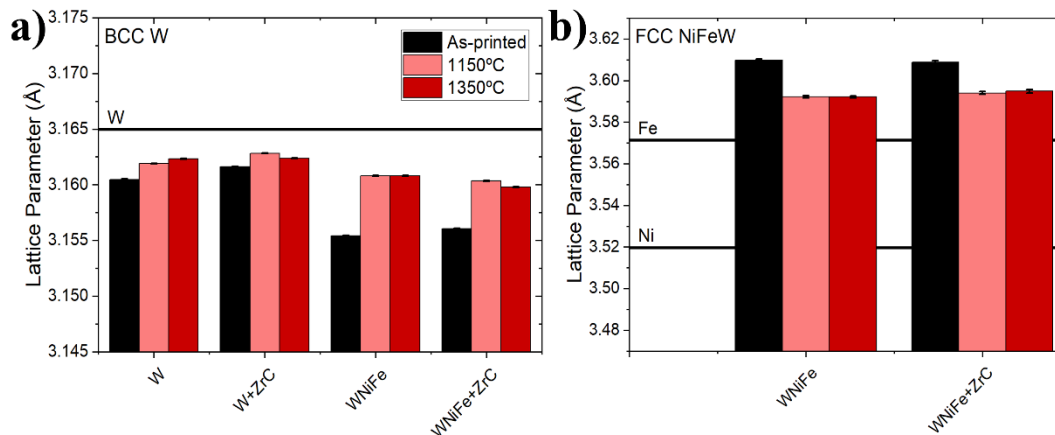 a)
BCC W
As-printed
1150ºC
1350ºC
W
3.175
3.170
3.165
3.160
3.155
3.150
3.145
Lattice Parameter (Å)
W
W+ZrC
WNiFe
WNiFe+ZrC
b)
FCC NiFeW
Fe
Ni
3.62
3.60
3.58
3.56
3.54
3.52
3.50
3.48
Lattice Parameter (Å)
WNiFe
WNiFe+ZrC